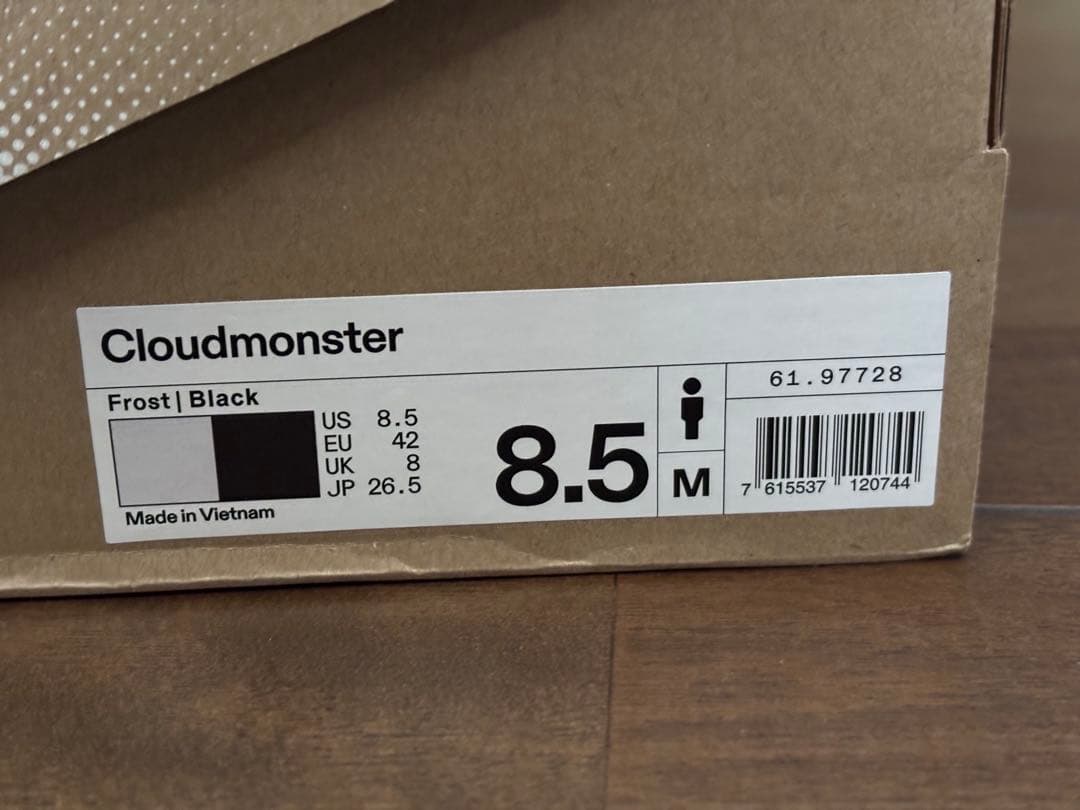 Cloudmonster
Frost | Black
US 8.5
EU 42
UK 8
JP 26.5
Made in Vietnam
8.5
M
61.97728
7 615537 120744